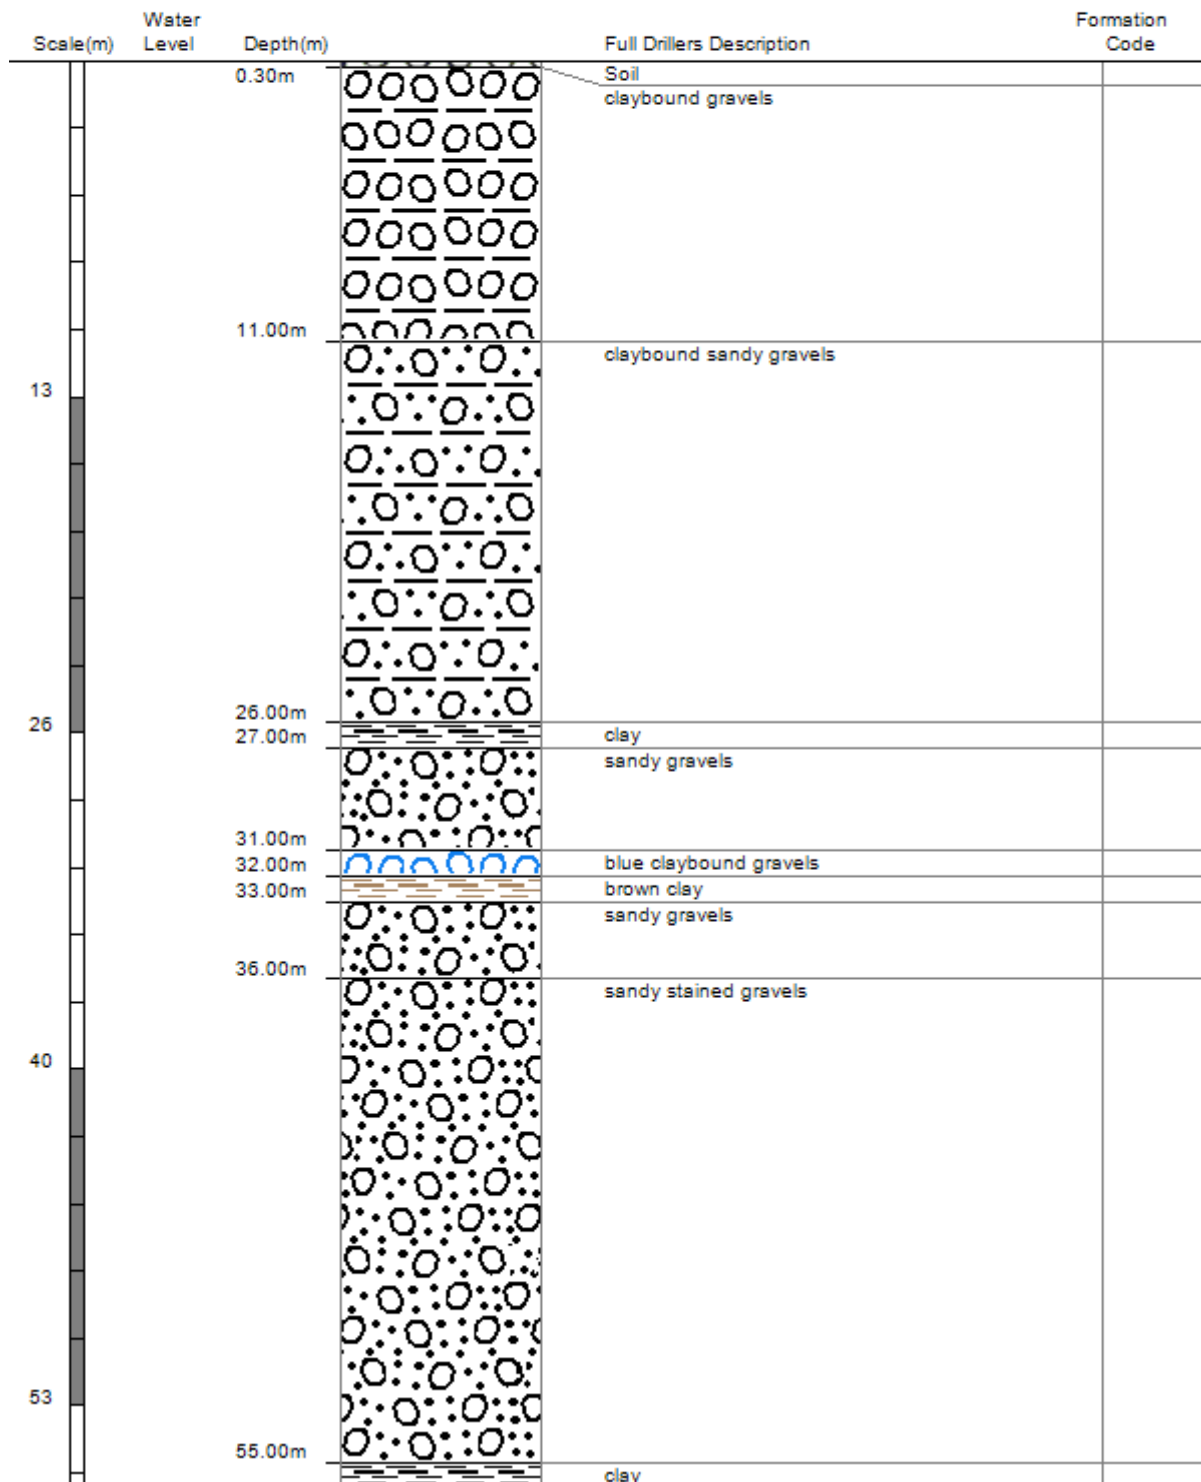 Water
Formation
Scale(m) Level Depth(m) Full Drillers Description Code
0.30m Soil
claybound gravels
11.00m
claybound sandy gravels
13
26.00m
26
27.00m clay
sandy gravels
31.00m
32.00m blue claybound gravels
33.00m brown clay
sandy gravels
36.00m
sandy stained gravels
40
53
55.00m
clay